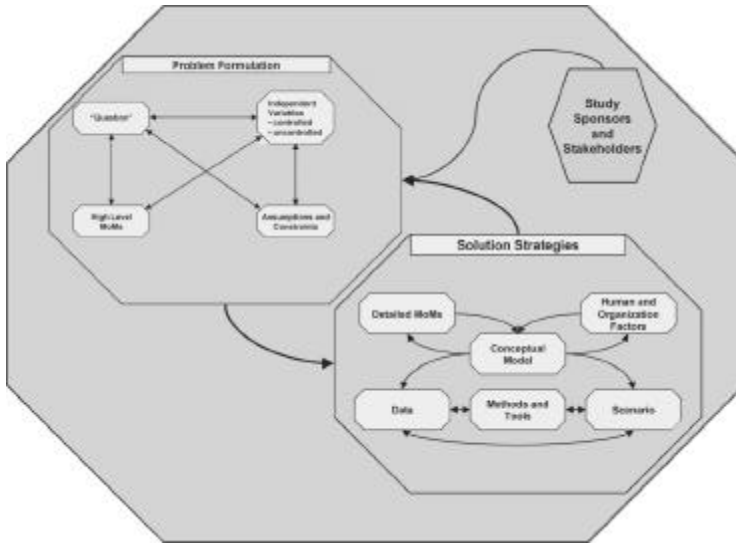 Problem Formulation
"Question"
Independent
Variables
– controlled
– uncontrolled
High Level
MoMs
Assumptions and
Constraints
Study
Sponsors
and
Stakeholders
Solution Strategies
Detailed MoMs
Human and
Organization
Factors
Conceptual
Model
Data
Methods and
Tools
Scenario